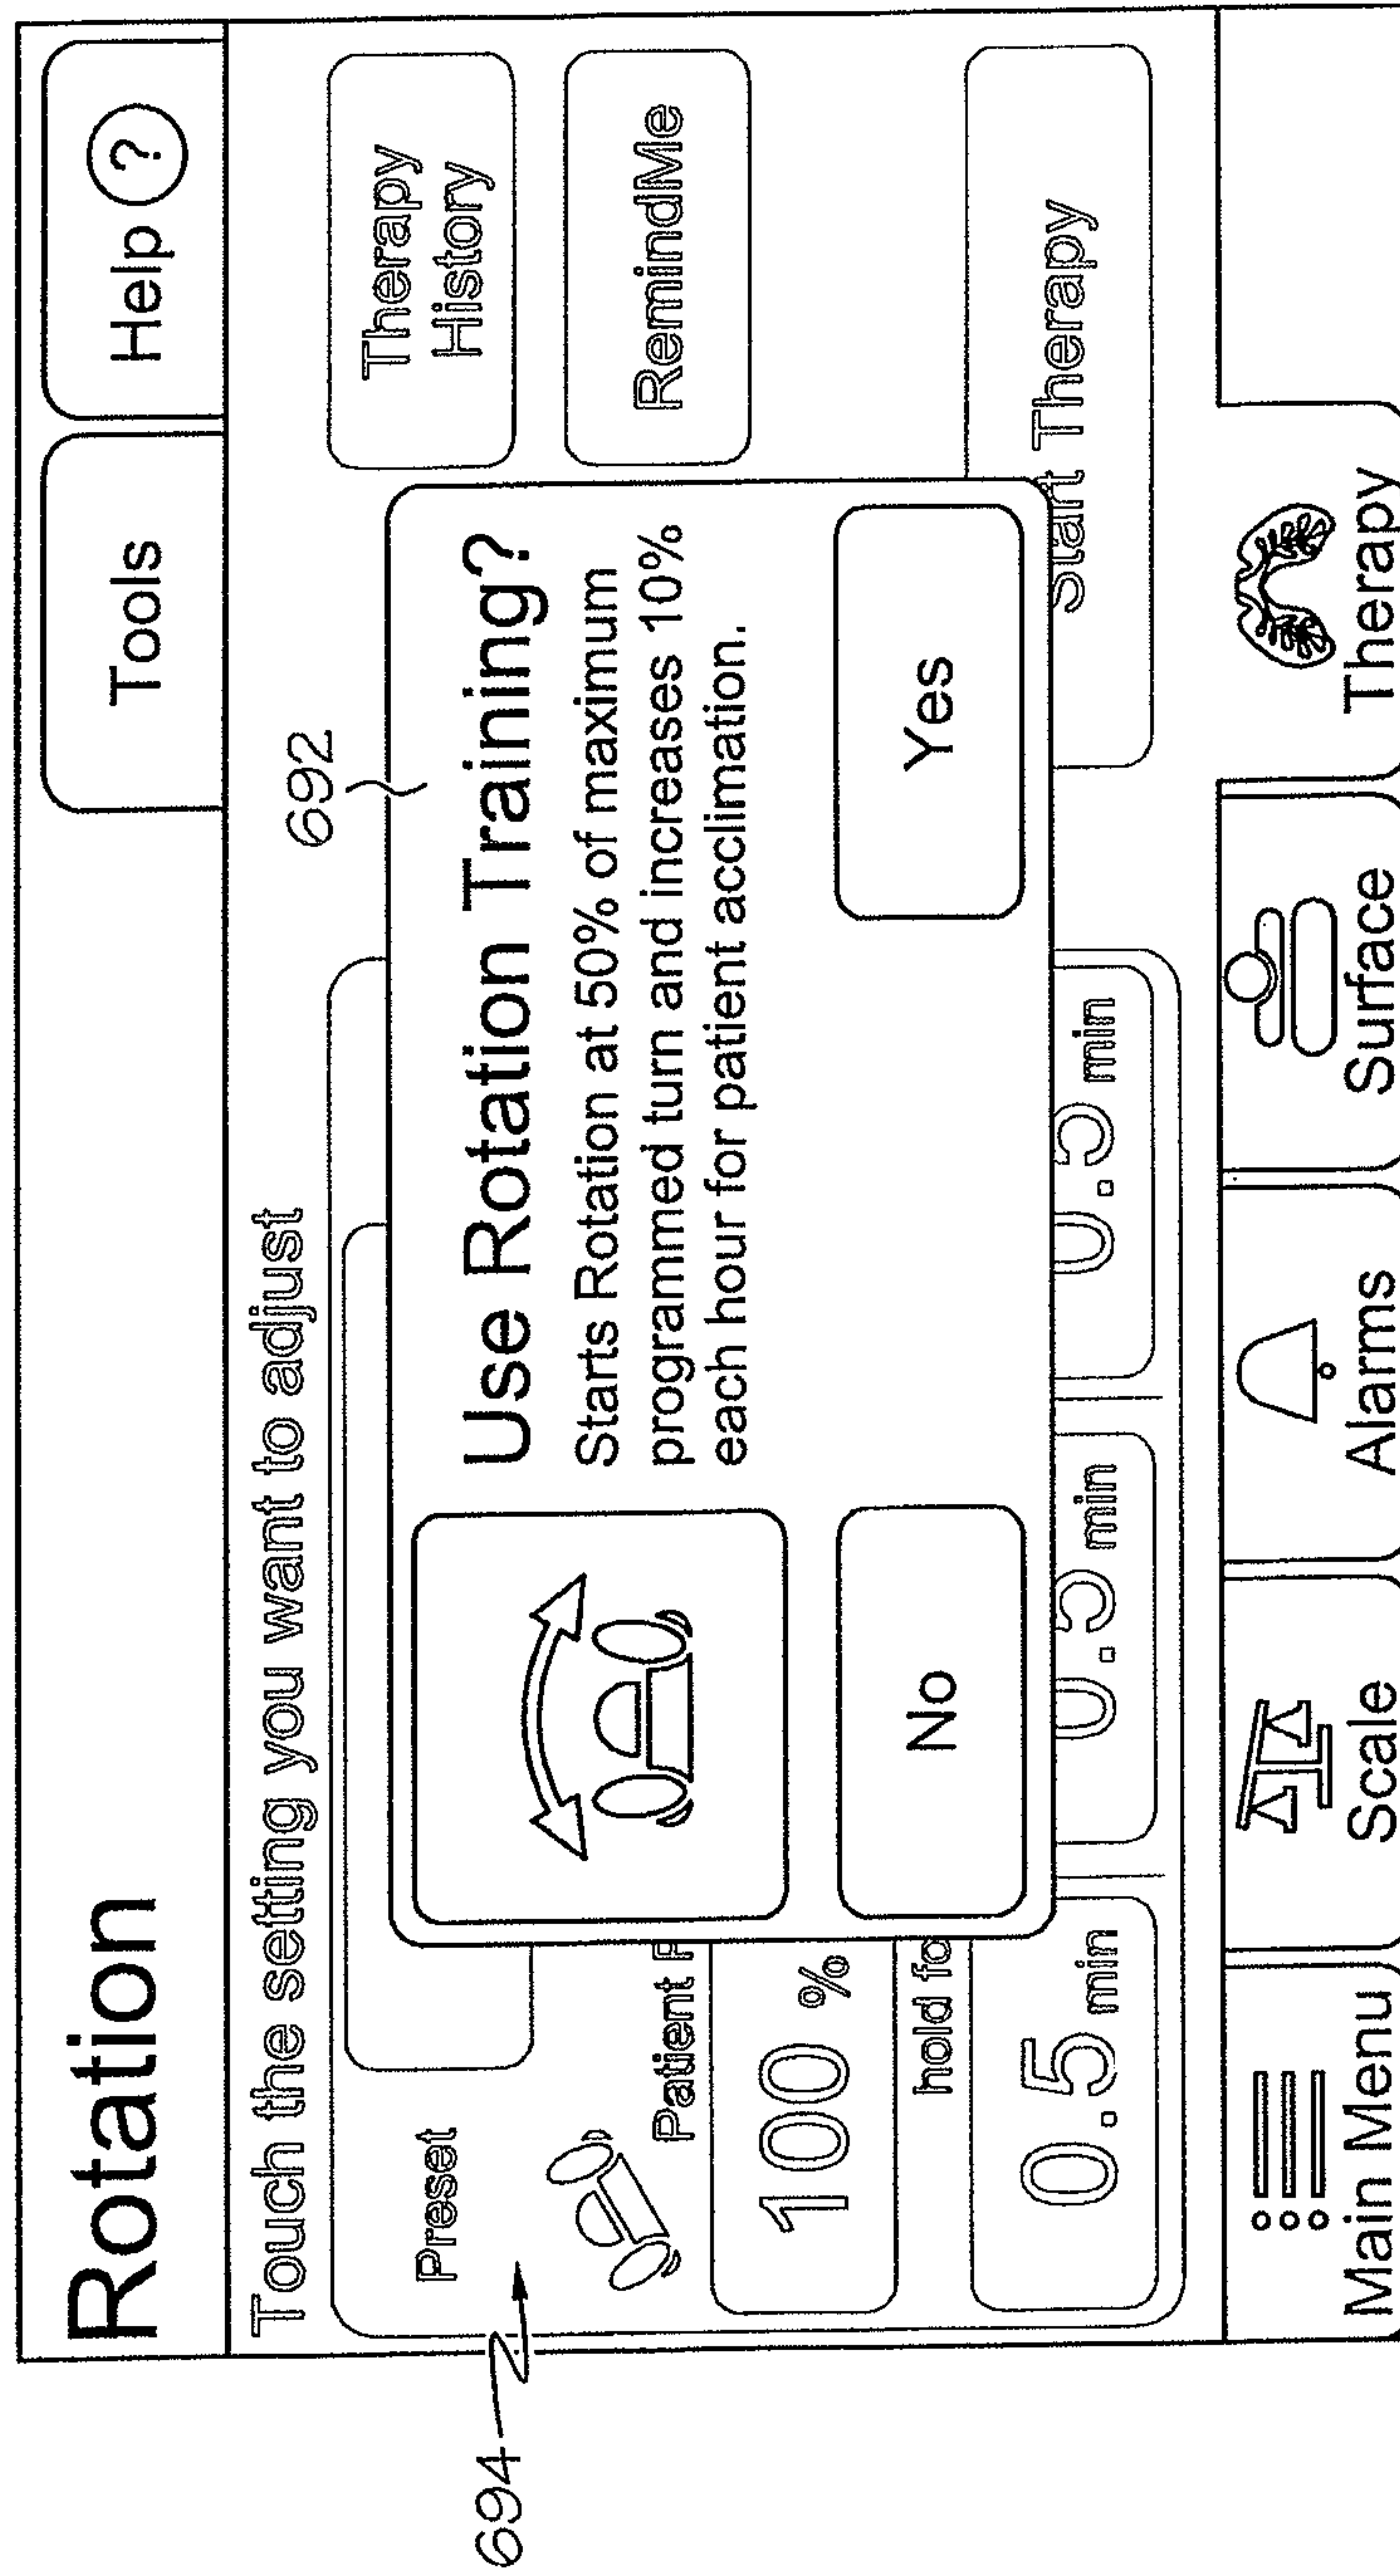 Rotation
Tools
Help ?
Touch the setting you want to adjust
692
694
Preset
Therapy
History
RemindMe
Use Rotation Training?
Starts Rotation at 50% of maximum
programmed turn and increases 10%
each hour for patient acclimation.
No
Yes
Patient
100 %
hold fo
0.5 min
0.5 min
0.5 min
Start Therapy
Main Menu
Scale
Alarms
Surface
Therapy